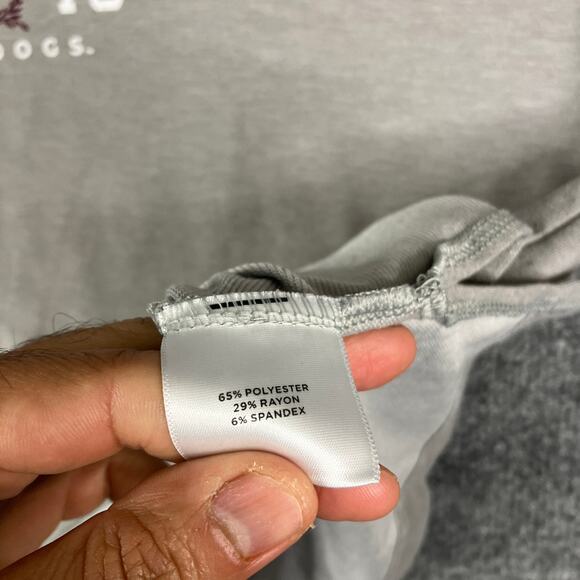 DOGS.
65% POLYESTER
29% RAYON
6% SPANDEX